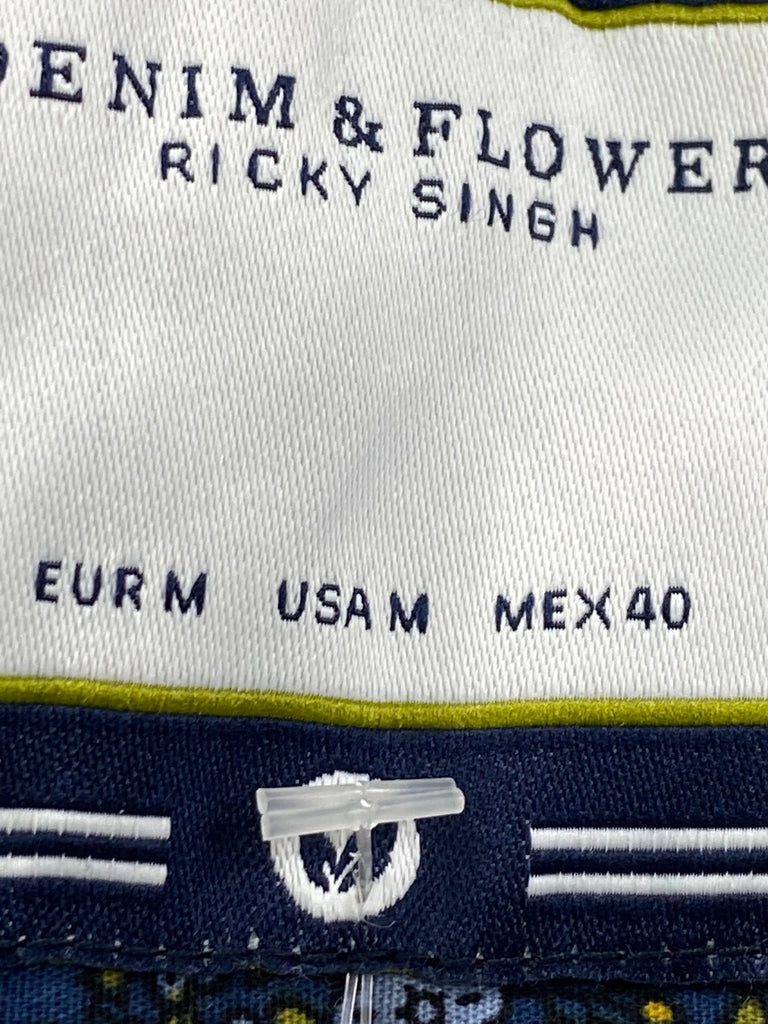 DENIM & FLOWER
RICKY SINGH
EUR M USA M MEX 40